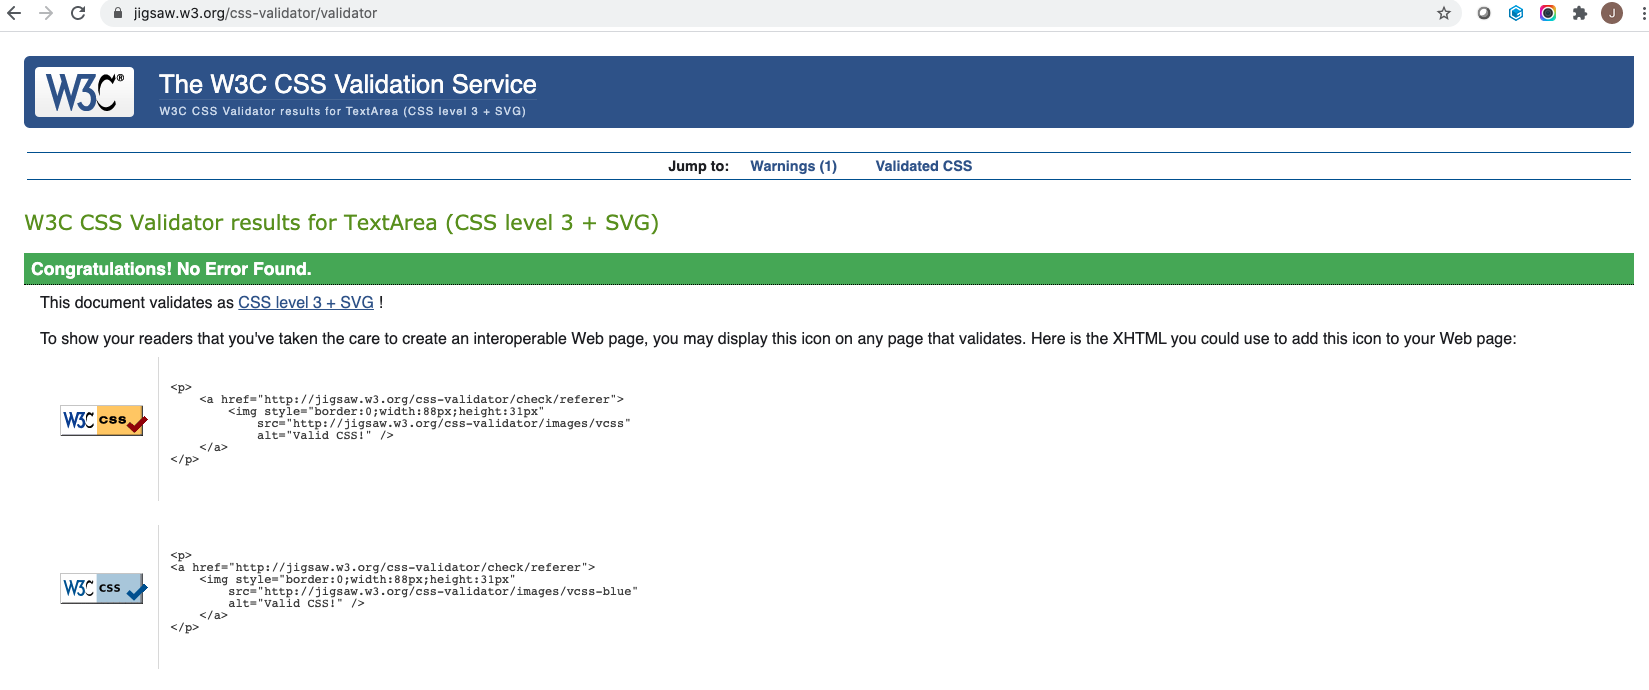 jigsaw.w3.org/css-validator/validator
J
W3C®
The W3C CSS Validation Service
W3C CSS Validator results for TextArea (CSS level 3 + SVG)
Jump to: Warnings (1) Validated CSS
W3C CSS Validator results for TextArea (CSS level 3 + SVG)
Congratulations! No Error Found.
This document validates as CSS level 3 + SVG !
To show your readers that you've taken the care to create an interoperable Web page, you may display this icon on any page that validates. Here is the XHTML you could use to add this icon to your Web page:
W3C css
<p>
<a href="http://jigsaw.w3.org/css-validator/check/referer">
<img style="border:0;width:88px;height:31px"
src="http://jigsaw.w3.org/css-validator/images/vcss"
alt="Valid CSS!" />
</a>
</p>
W3C css
<p>
<a href="http://jigsaw.w3.org/css-validator/check/referer">
<img style="border:0;width:88px;height:31px"
src="http://jigsaw.w3.org/css-validator/images/vcss-blue"
alt="Valid CSS!" />
</a>
</p>